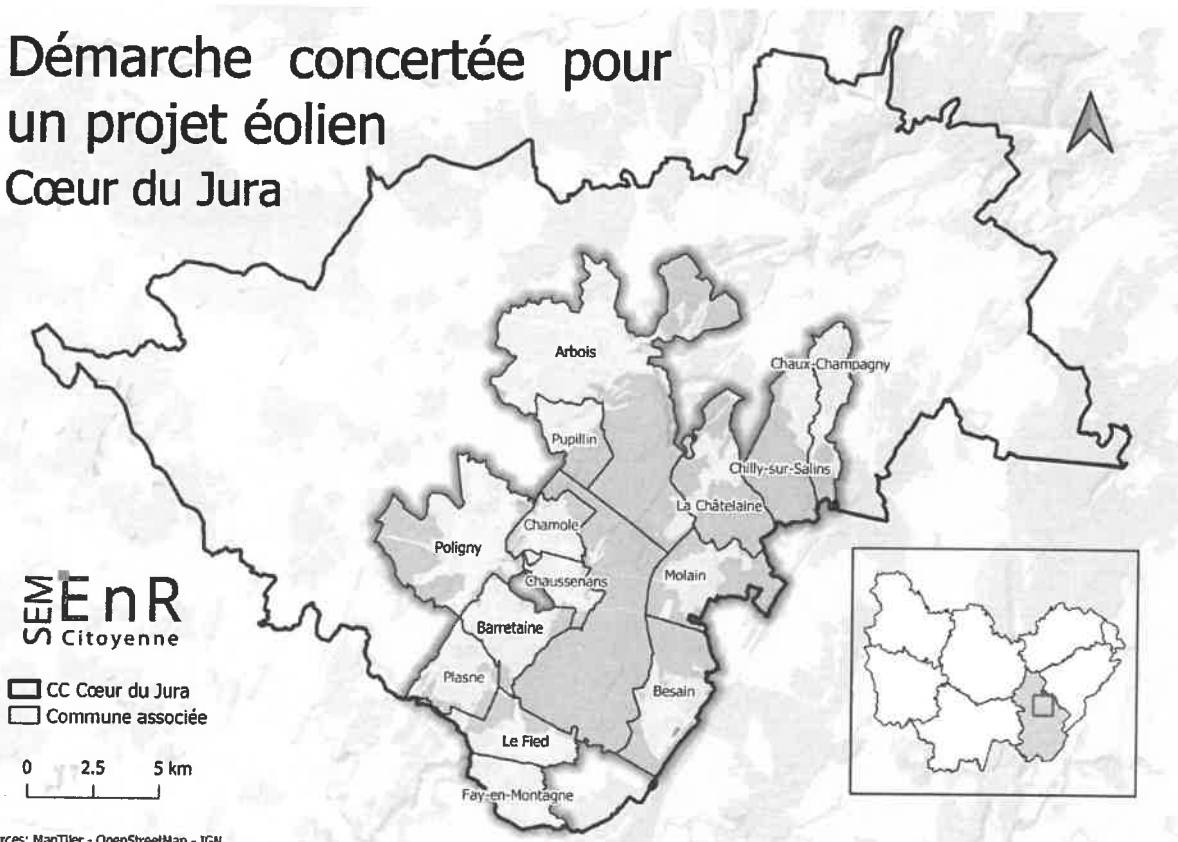 Démarche concertée pour
un projet éolien
Cœur du Jura
Arbois
Chaux-Champagny
Pupillin
Chilly-sur-Salins
La Châtelaine
Chamole
Poligny
Molain
Chaussenans
Barretaine
Plasne
Besain
Le Fied
Fay-en-Montagne
SEM
EnR
Citoyenne
CC Cœur du Jura
Commune associée
0 2.5 5 km
MapTiler - OpenStreetMap - IGN